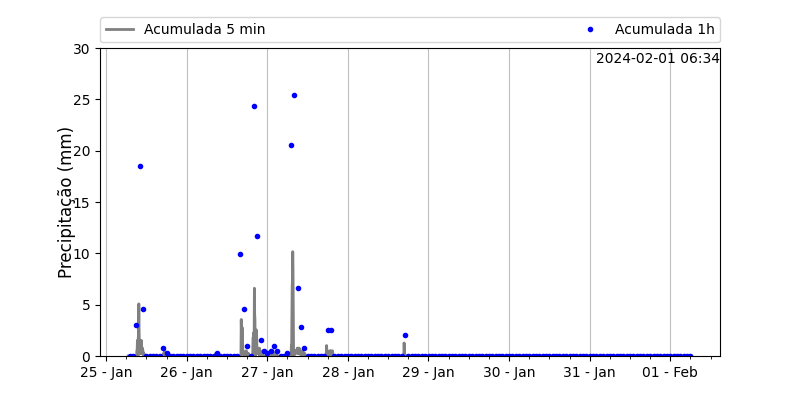 Acumulada 5 min
Acumulada 1h
2024-02-01 06:34
Precipitação (mm)
30
25
20
15
10
5
0
25 - Jan
26 - Jan
27 - Jan
28 - Jan
29 - Jan
30 - Jan
31 - Jan
01 - Feb